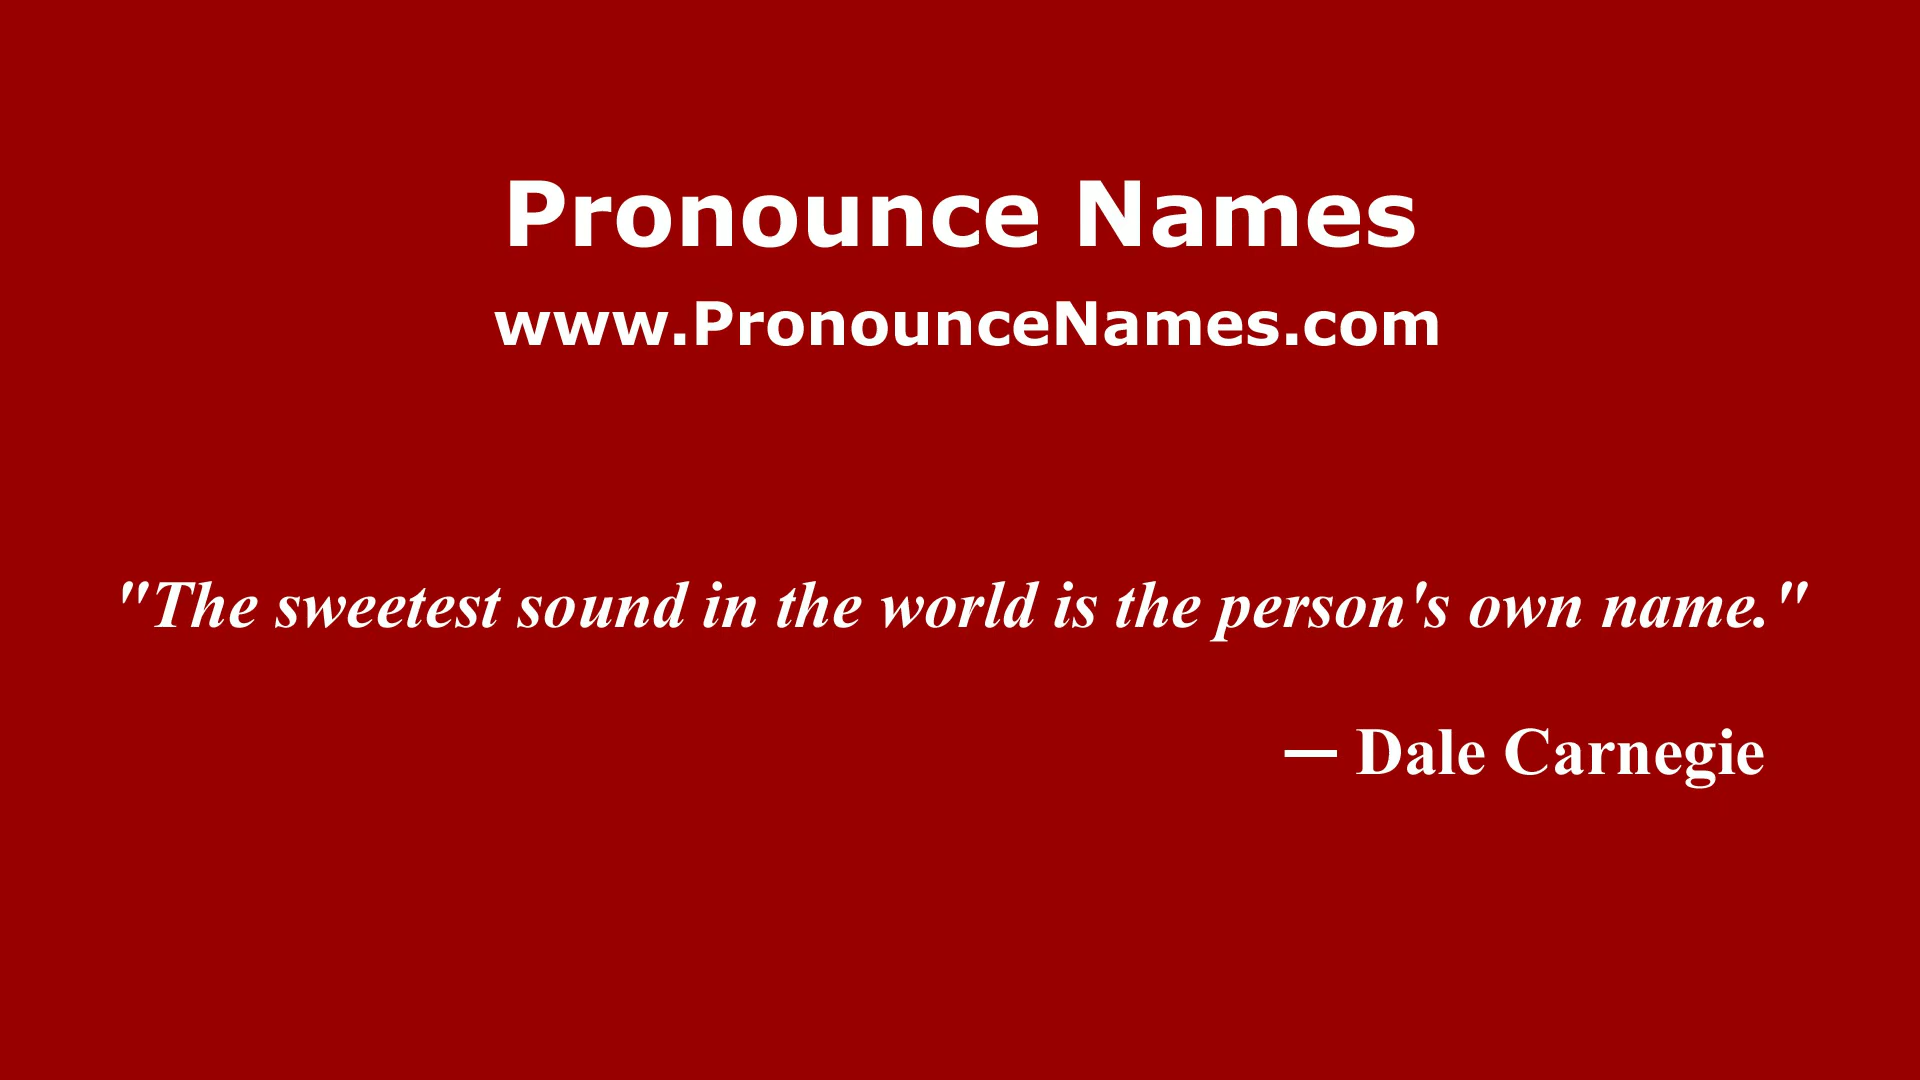 Pronounce Names
www.PronounceNames.com
"The sweetest sound in the world is the person's own name."
— Dale Carnegie